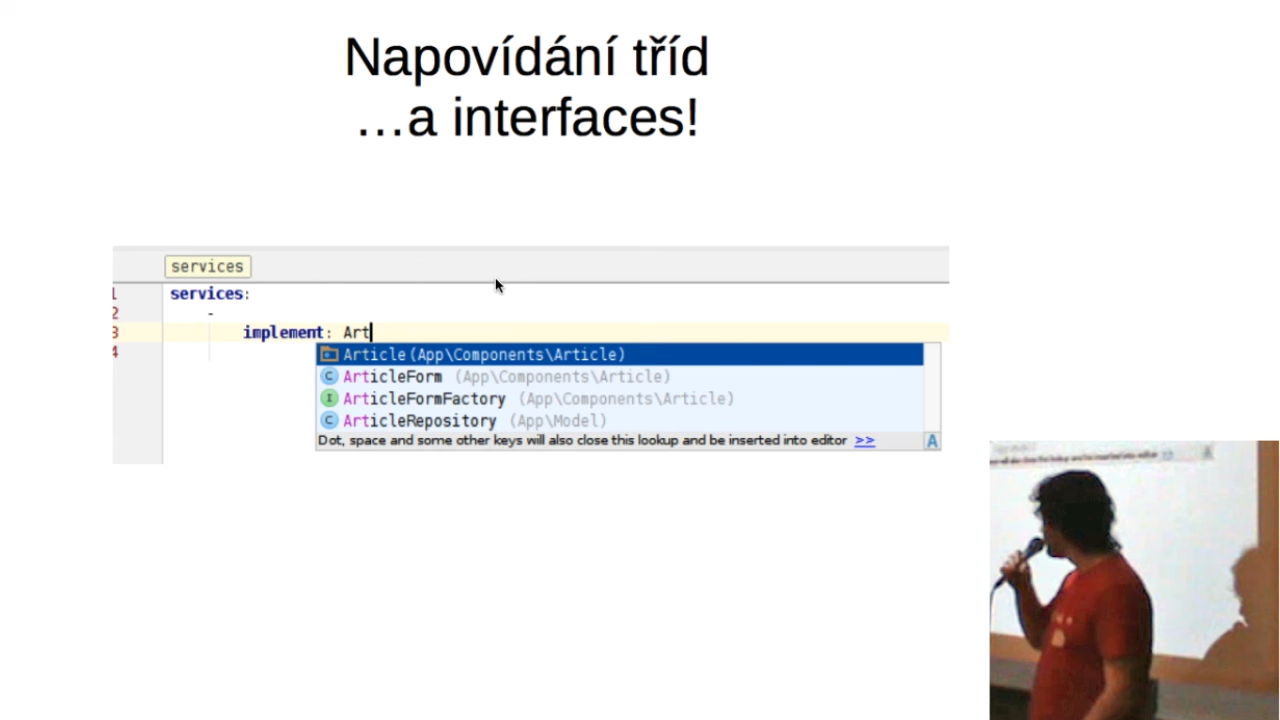 Napovídání tříd
…a interfaces!
services
1 services:
2 -
3 implement: Art
4
Article(App\Components\Article)
ArticleForm (App\Components\Article)
ArticleFormFactory (App\Components\Article)
ArticleRepository (App\Model)
Dot, space and some other keys will also close this lookup and be inserted into editor >>